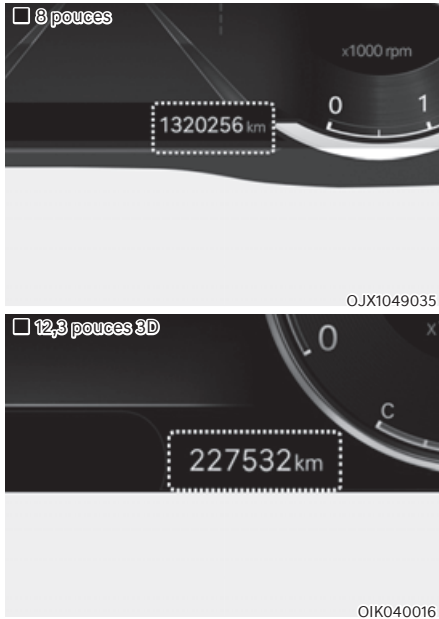 8 pouces
x1000 rpm
0 1
1320256 km
OJX1049035
12,3 pouces 3D
0 x
C
227532km
OIK040016